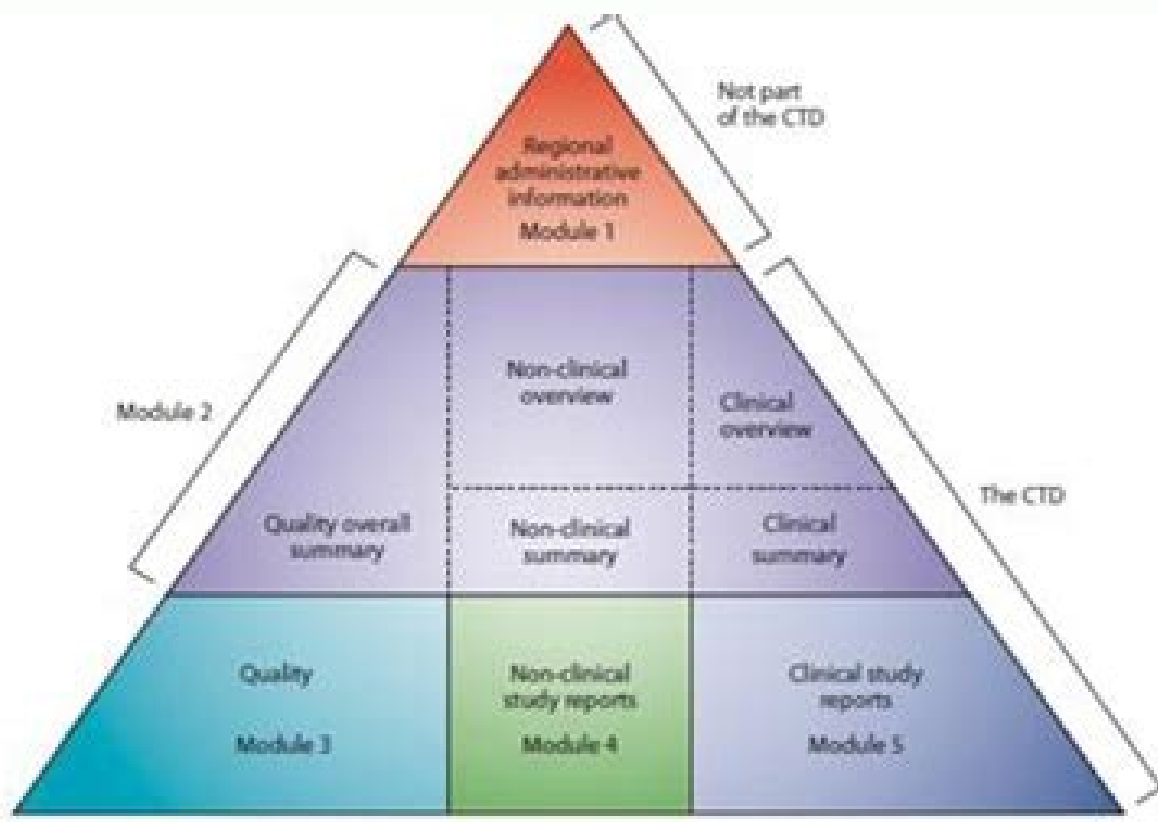 Not part
of the CTD
Regional
administrative
information
Module 1
Module 2
Non-clinical
overview
Clinical
overview
The CTD
Quality overall
summary
Non-clinical
summary
Clinical
summary
Quality
Module 3
Non-clinical
study reports
Module 4
Clinical study
reports
Module 5